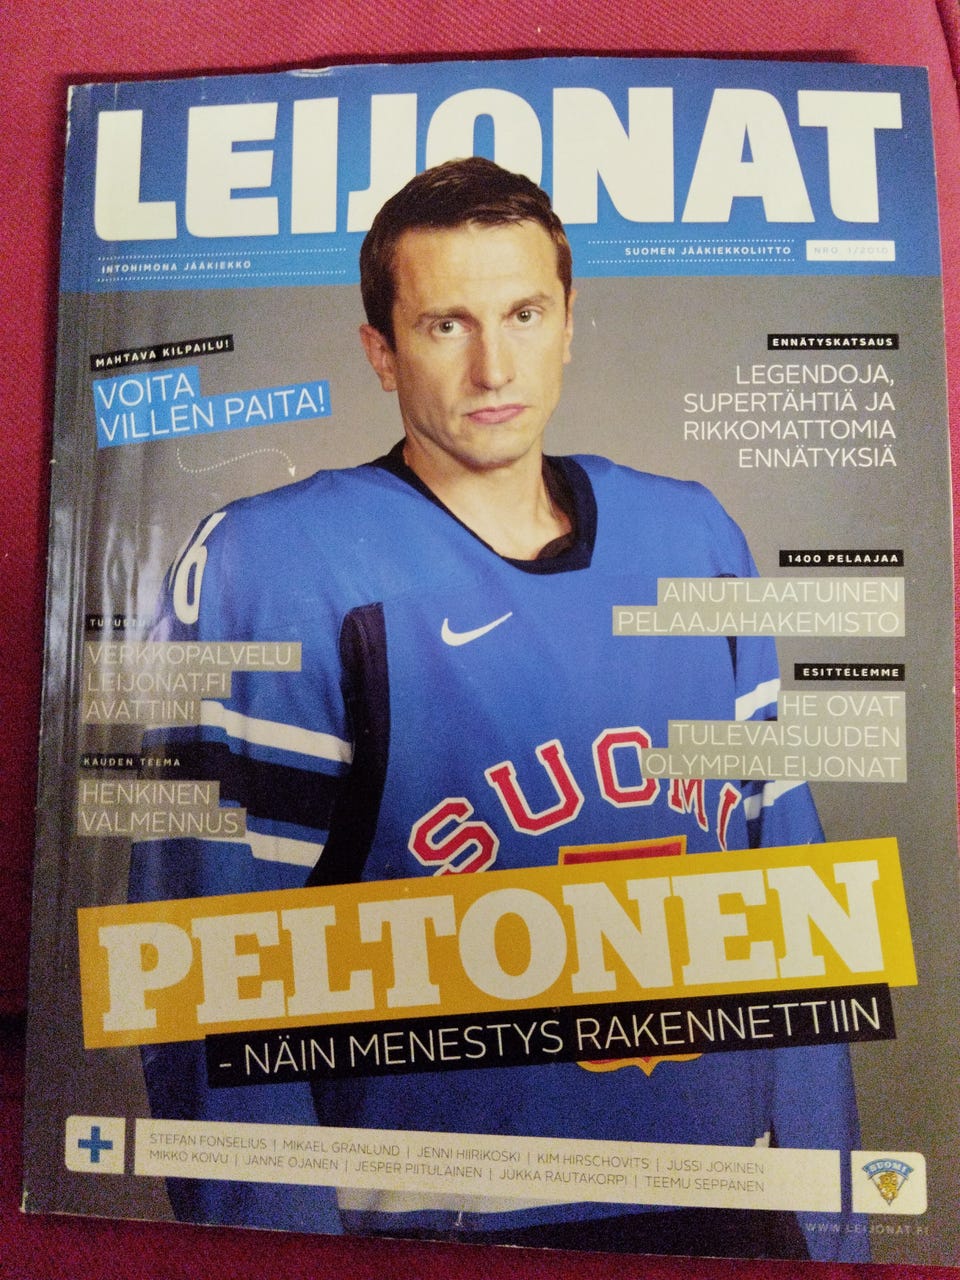 LEIJONAT
INTOHIMONA JÄÄKIEKKO
SUOMEN JÄÄKIEKKOLIITTO
NRO. 1/2010
MAHTAVA KILPAILU!
VOITA
VILLEN PAITA!
ENNÄTYSKATSAUS
LEGENDOJA,
SUPERTÄHTIÄ JA
RIKKOMATTOMIA
ENNÄTYKSIÄ
1400 PELAAJAA
AINUTLAATUINEN
PELAAJAHAKEMISTO
TUTUSTU
VERKKOPALVELU
LEIJONAT.FI
AVATTIIN!
ESITTELEMME
HE OVAT
TULEVAISUUDEN
OLYMPIALEIJONAT
KAUDEN TEEMA
HENKINEN
VALMENNUS
6
SUOMI
PELTONEN
- NÄIN MENESTYS RAKENNETTIIN
STEFAN FONSELIUS | MIKAEL GRANLUND | JENNI HIIRIKOSKI | KIM HIRSCHOVITS | JUSSI JOKINEN
MIKKO KOIVU | JANNE OJANEN | JESPER PIITULAINEN | JUKKA RAUTAKORPI | TEEMU SEPPÄNEN
SUOMI
WWW.LEIJONAT.FI